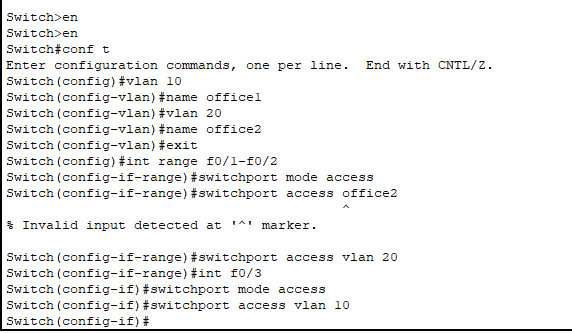 Switch>en
Switch>en
Switch#conf t
Enter configuration commands, one per line.  End with CNTL/Z.
Switch(config)#vlan 10
Switch(config-vlan)#name office1
Switch(config-vlan)#vlan 20
Switch(config-vlan)#name office2
Switch(config-vlan)#exit
Switch(config)#int range f0/1-f0/2
Switch(config-if-range)#switchport mode access
Switch(config-if-range)#switchport access office2
^
% Invalid input detected at '^' marker.
Switch(config-if-range)#switchport access vlan 20
Switch(config-if-range)#int f0/3
Switch(config-if)#switchport mode access
Switch(config-if)#switchport access vlan 10
Switch(config-if)#